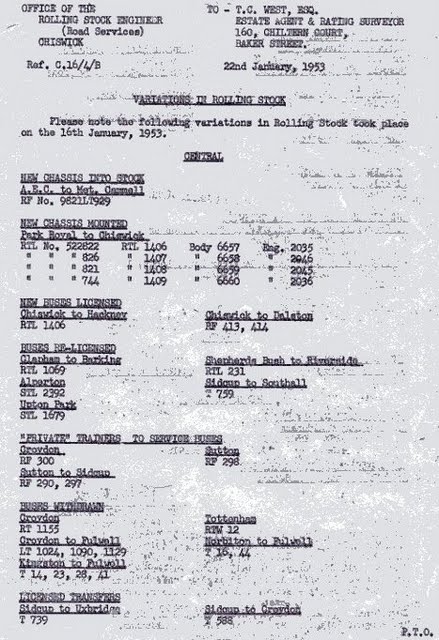 OFFICE OF THE TO - T.C. WEST, ESQ.
ROLLING STOCK ENGINEER ESTATE AGENT & RATING SURVEYOR
(Road Services) 160, CHILTERN COURT,
CHISWICK BAKER STREET.
Ref. C.16/4/B 22nd January, 1953
VARIATIONS IN ROLLING STOCK
Please note the following variations in Rolling Stock took place
on the 16th January, 1953.
CENTRAL
NEW CHASSIS INTO STOCK
A.E.C. to Met. Cammell
RF No. 9821LT929
NEW CHASSIS MOUNTED
Park Royal to Chiswick
RTL No. 522822 RTL 1406 Body 6657 Eng. 2035
" " 826 " 1407 " 6658 " 2046
" " 821 " 1408 " 6659 " 2045
" " 744 " 1409 " 6660 " 2036
NEW BUSES LICENSED
Chiswick to Hackney Chiswick to Dalston
RTL 1406 RF 413, 414
BUSES RE-LICENSED
Clapham to Barking Shepherds Bush to Riverside
RTL 1069 RTL 231
Alperton Sidcup to Southall
STL 2392 T 759
Upton Park
STL 1679
"PRIVATE" TRAINERS TO SERVICE BUSES
Croydon Sutton
RF 300 RF 298
Sutton to Sidcup
RF 290, 297
BUSES WITHDRAWN
Croydon Tottenham
RT 1155 RTW 12
Croydon to Fulwell Norbiton to Fulwell
LT 1024, 1090, 1129 T 16, 44
Kingston to Fulwell
T 14, 23, 28, 41
LICENSED TRANSFERS
Sidcup to Uxbridge Sidcup to Croydon
T 739 T 588
P.T.O.